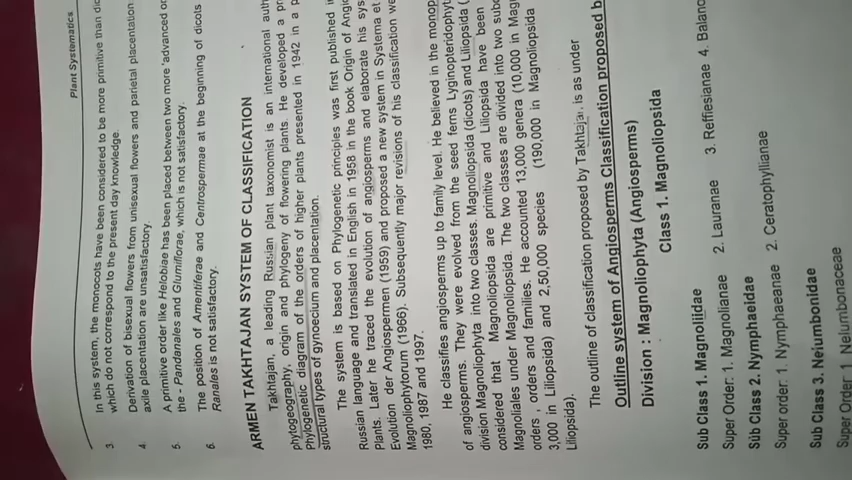 Plant Systematics
3. In this system, the monocots have been considered to be more primitive than
which do not correspond to the present day knowledge.
4. Derivation of bisexual flowers from unisexual flowers and parietal placentation
axile placentation are unsatisfactory.
5. A primitive order like Helobiae has been placed between two more 'advanced
the - Pandanales and Glumiflorae, which is not satisfactory.
6. The position of Amentiferae and Centrospermae at the beginning of dicots
Ranales is not satisfactory.
ARMEN TAKHTAJAN SYSTEM OF CLASSIFICATION
Takhtajan, a leading Russian plant taxonomist is an international
phytogeography, origin and phylogeny of flowering plants. He developed a
Phylogenetic diagram of the orders of higher plants presented in 1942 in a
structural types of gynoecium and placentation.
The system is based on Phylogenetic principles was first published
Russian language and translated in English in 1958 in the book Origin of
Plants. Later he traced the evolution of angiosperms and elaborate his
Evolution der Angiospermen (1959) and proposed a new system in Systema et
Magnoliophytorum (1966), Subsequently major revisions of his classification
1980, 1987 and 1997.
He classifies angiosperms up to family level. He believed in the
of angiosperms. They were evolved from the seed ferns Lyginopteridophyt
division Magnoliophyta into two classes. Magnoliopsida (dicots) and Liliopsida
considered that Magnoliopsida are primitive and Liliopsida have been
Magnoliales under Magnoliopsida. The two classes are divided into two
orders , orders and families. He accounted 13,000 genera (10,000 in
3,000 in Liliopsida) and 2,50,000 species (190,000 in Magnoliopsida
Liliopsida).
The outline of classification proposed by Takhtajan, is as under
Outline system of Angiosperms Classification proposed
Division : Magnoliophyta (Angiosperms)
Class 1. Magnoliopsida
Sub Class 1. Magnoliidae
Super Order: 1. Magnolianae 2. Lauranae 3. Reffiesianae 4.
Sub Class 2. Nymphaeidae
Super order: 1. Nymphaeanae 2. Ceratophyllianae
Sub Class 3. Nelumbonidae
Super Order 1. Nelumbonaceae